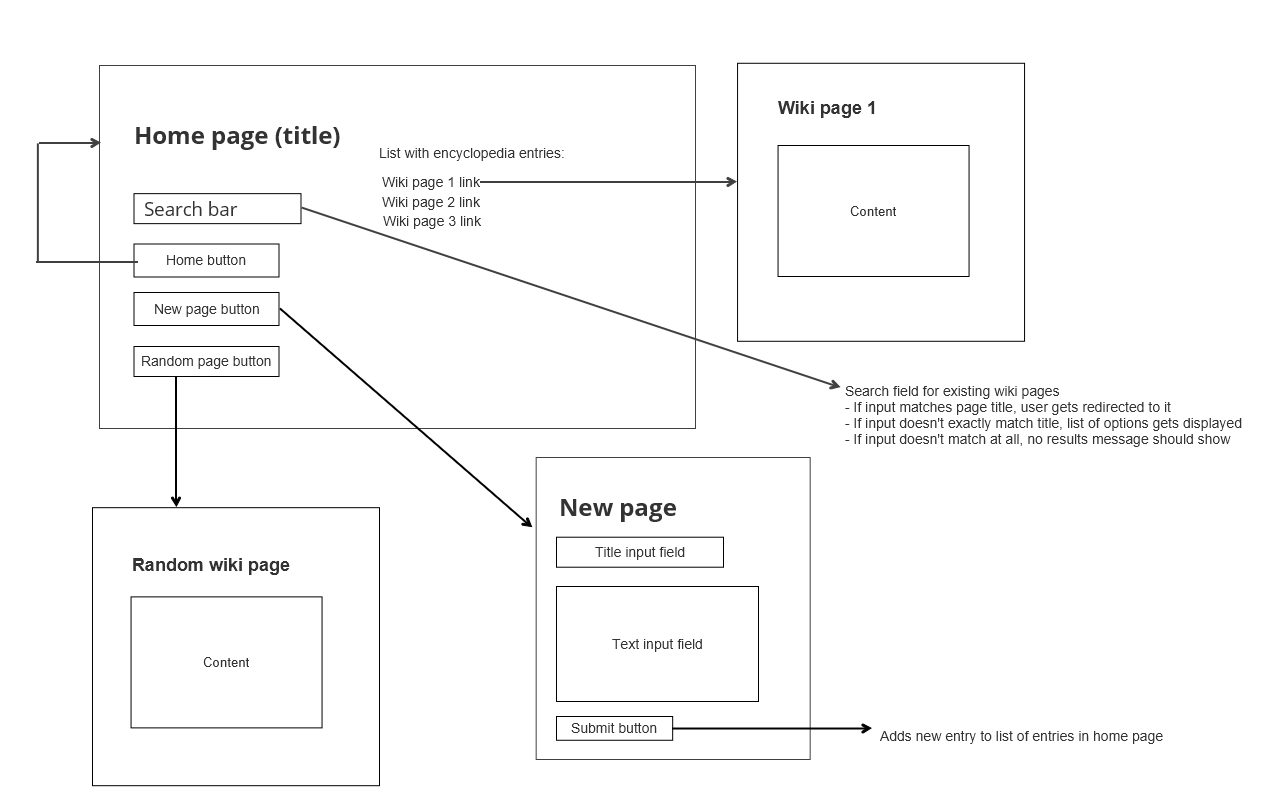 Home page (title)
Search bar
Home button
New page button
Random page button
List with encyclopedia entries:
Wiki page 1 link
Wiki page 2 link
Wiki page 3 link
Wiki page 1
Content
Search field for existing wiki pages
- If input matches page title, user gets redirected to it
- If input doesn't exactly match title, list of options gets displayed
- If input doesn't match at all, no results message should show
Random wiki page
Content
New page
Title input field
Text input field
Submit button
Adds new entry to list of entries in home page